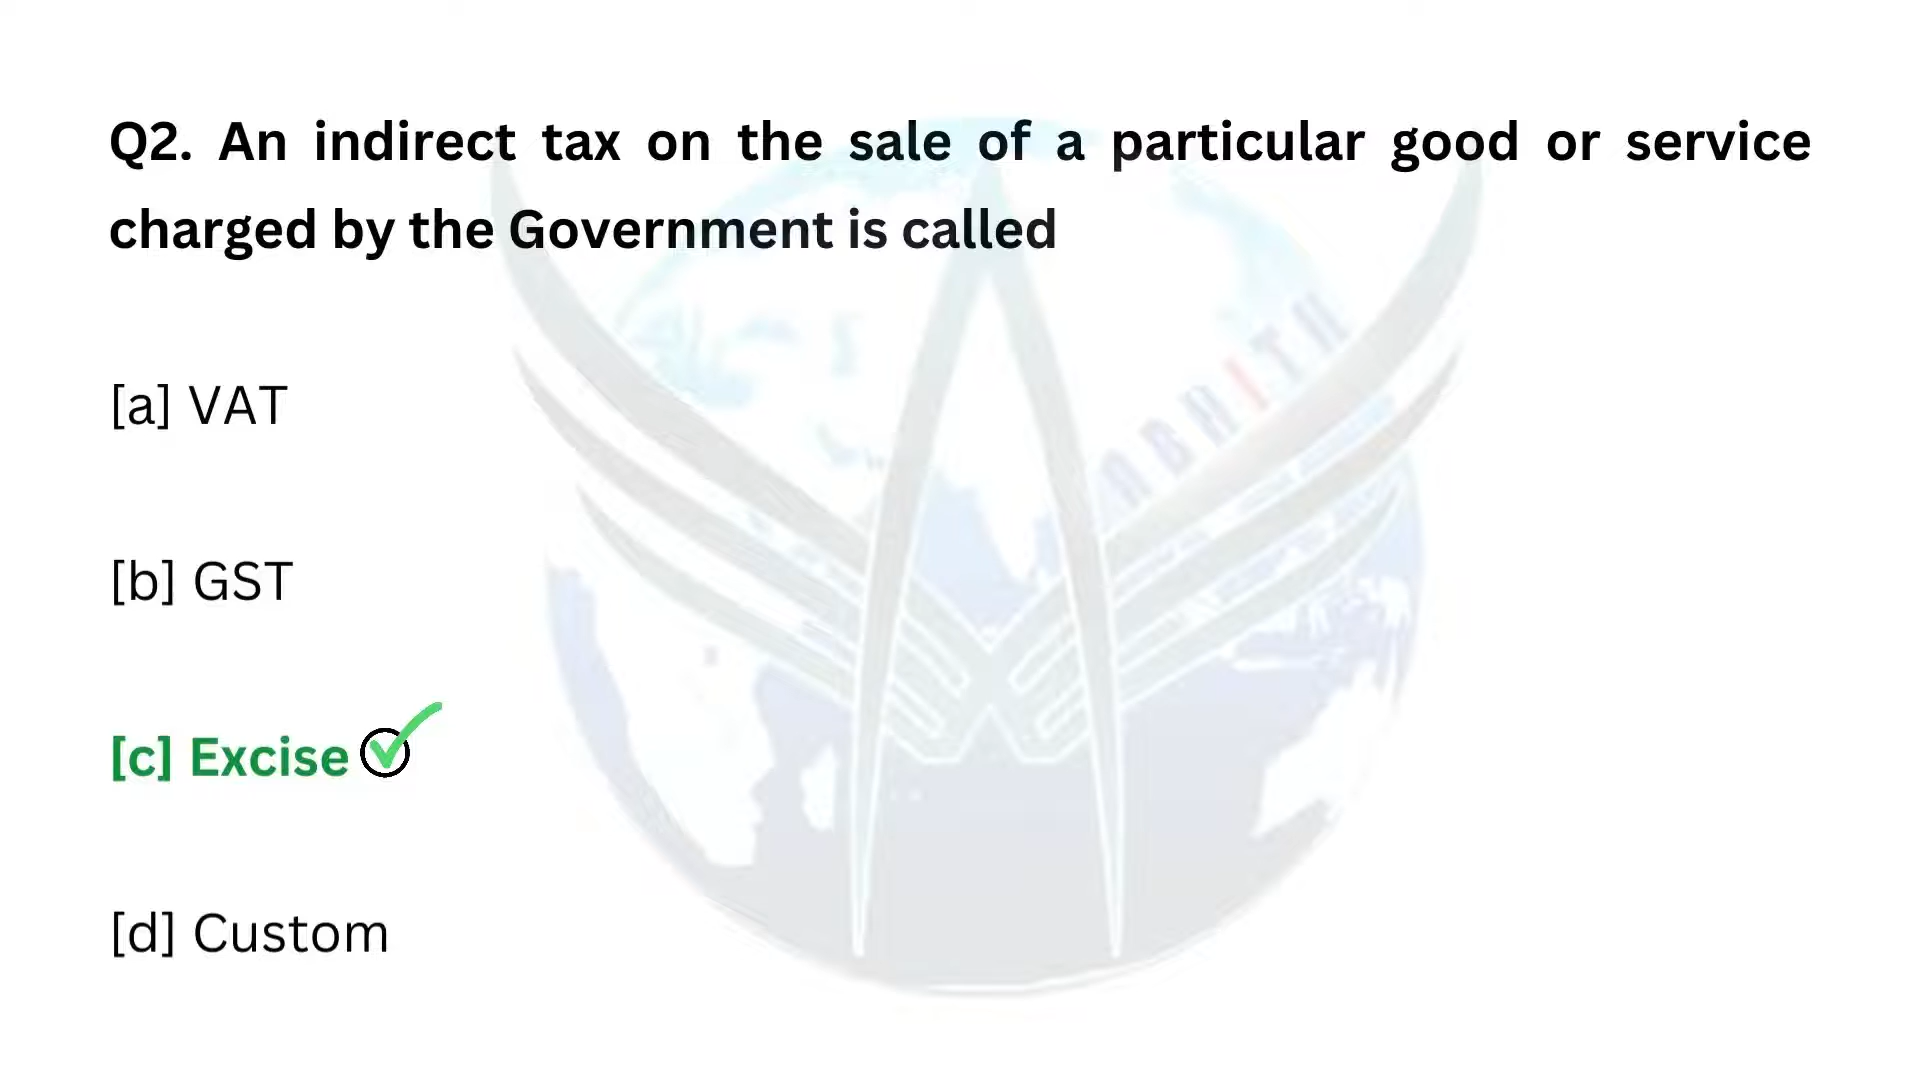 Q2. An indirect tax on the sale of a particular good or service
charged by the Government is called
[a] VAT
[b] GST
[c] Excise
[d] Custom
ABHITH